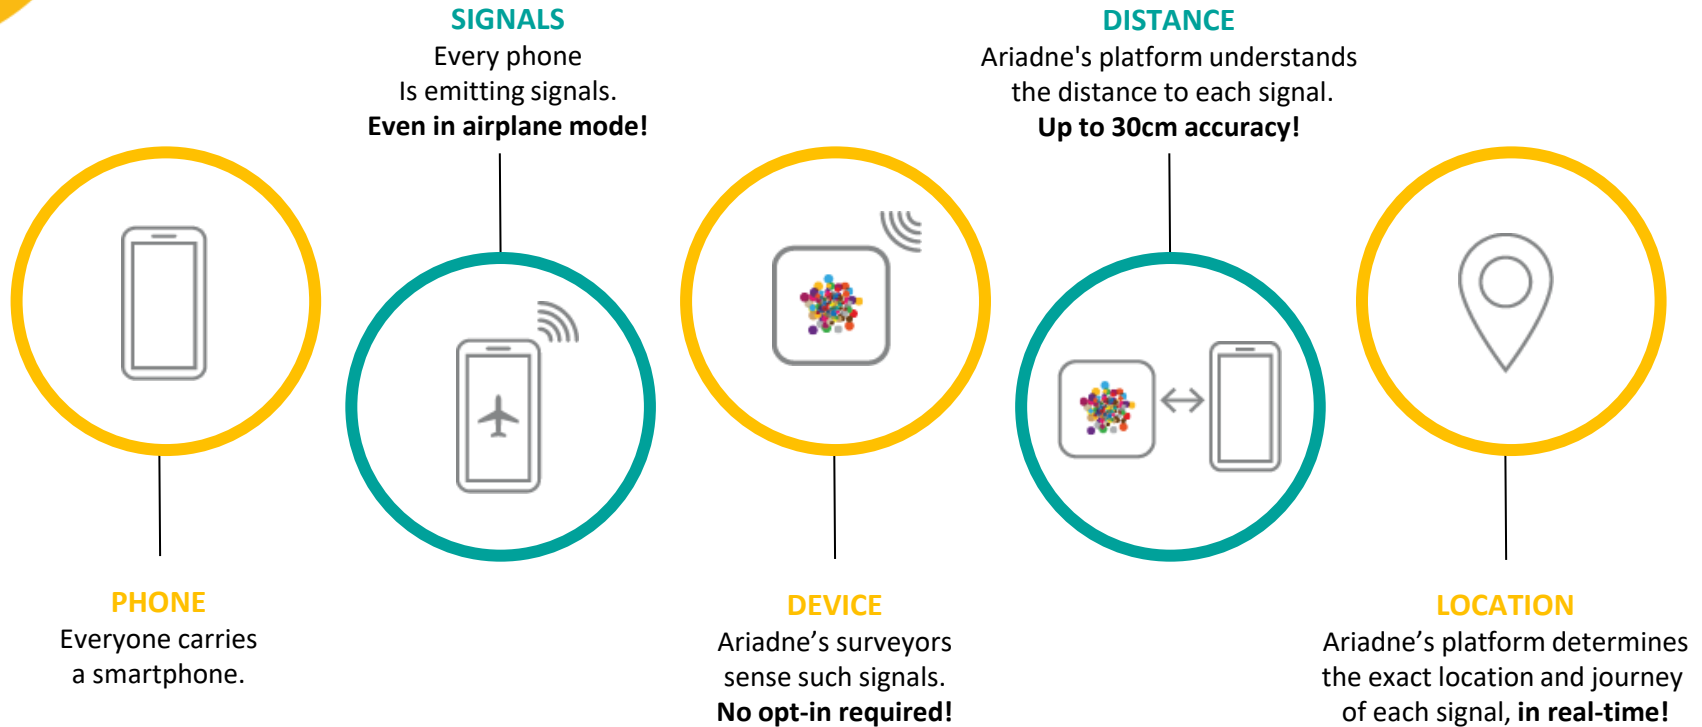 SIGNALS
Every phone
Is emitting signals.
Even in airplane mode!
DISTANCE
Ariadne's platform understands
the distance to each signal.
Up to 30cm accuracy!
PHONE
Everyone carries
a smartphone.
DEVICE
Ariadne’s surveyors
sense such signals.
No opt-in required!
LOCATION
Ariadne’s platform determines
the exact location and journey
of each signal, in real-time!